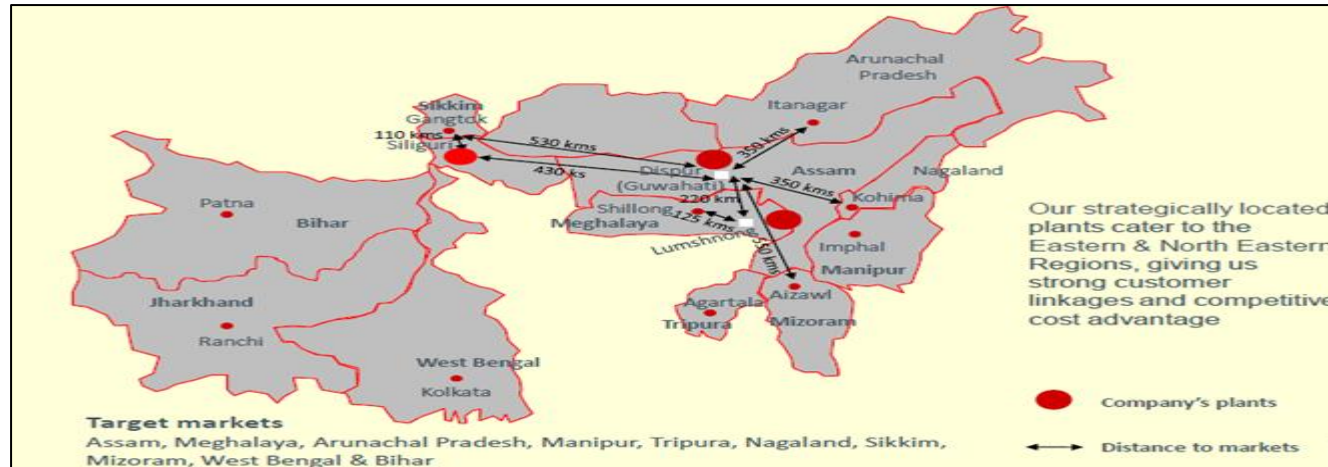 Arunachal
Pradesh
Itanagar
Sikkim
Gangtok
110 kms
Siliguri
530 kms
430 ks
350 kms
Dispur
(Guwahati)
Assam
Nagaland
350 kms
Kohima
220 km
Shillong
Meghalaya
125 kms
Lumshnong
550 kms
Imphal
Manipur
Patna
Bihar
Jharkhand
Ranchi
Agartala
Tripura
Aizawl
Mizoram
West Bengal
Kolkata
Our strategically located
plants cater to the
Eastern & North Eastern
Regions, giving us
strong customer
linkages and competitive
cost advantage
Company's plants
Distance to markets
Target markets
Assam, Meghalaya, Arunachal Pradesh, Manipur, Tripura, Nagaland, Sikkim,
Mizoram, West Bengal & Bihar